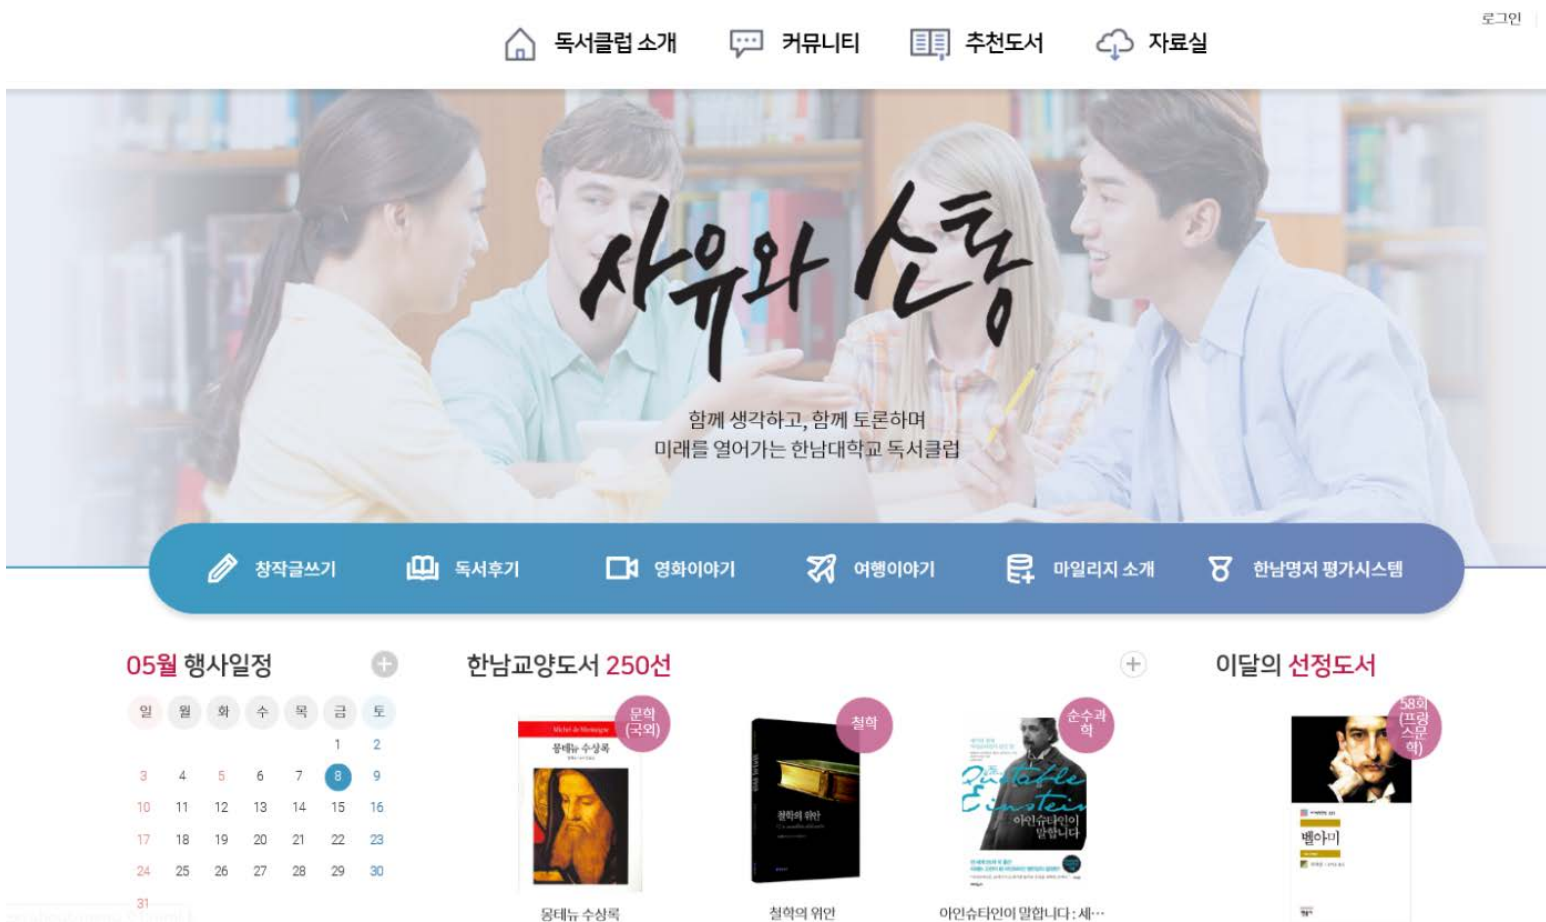 로그인
독서클럽 소개
커뮤니티
추천도서
자료실
사유와 소통
함께 생각하고, 함께 토론하며
미래를 열어가는 한남대학교 독서클럽
창작글쓰기
독서후기
영화이야기
여행이야기
마일리지 소개
한남명저 평가시스템
05월 행사일정
일 월 화 수 목 금 토
1 2
3 4 5 6 7 8 9
10 11 12 13 14 15 16
17 18 19 20 21 22 23
24 25 26 27 28 29 30
31
한남교양도서 250선
문학
(국외)
Michel de Montaigne
몽테뉴 수상록
몽테뉴 수상록
철학
철학의 위안
철학의 위안
순수과
학
Quotable
Einstein
아인슈타인이
말합니다
아인슈타인이 말합니다 : 세…
이달의 선정도서
58회
(프랑
스문
학)
벨아미